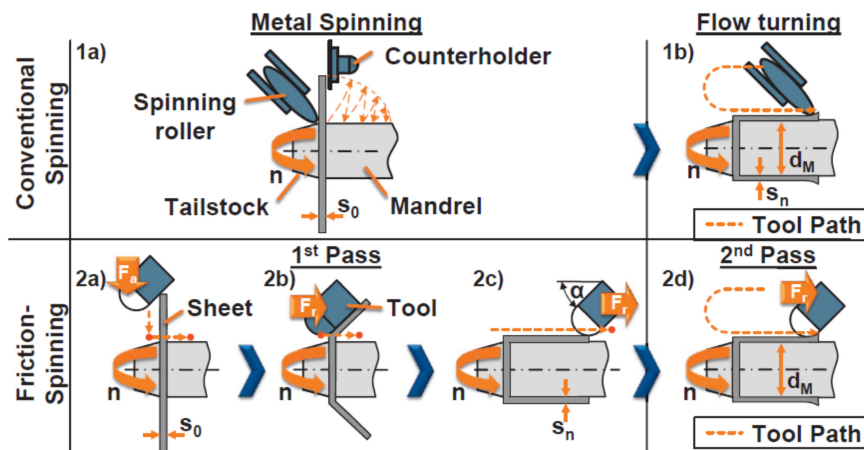 Metal Spinning
Flow turning
Conventional
Spinning
1a)
Counterholder
1b)
Spinning
roller
n
Tailstock
s0
Mandrel
n
dM
sn
Tool Path
1st Pass
2nd Pass
Friction-
Spinning
2a)
Fa
Sheet
n
s0
2b)
Fr
Tool
n
2c)
α
Fr
n
sn
2d)
Fr
n
dM
Tool Path